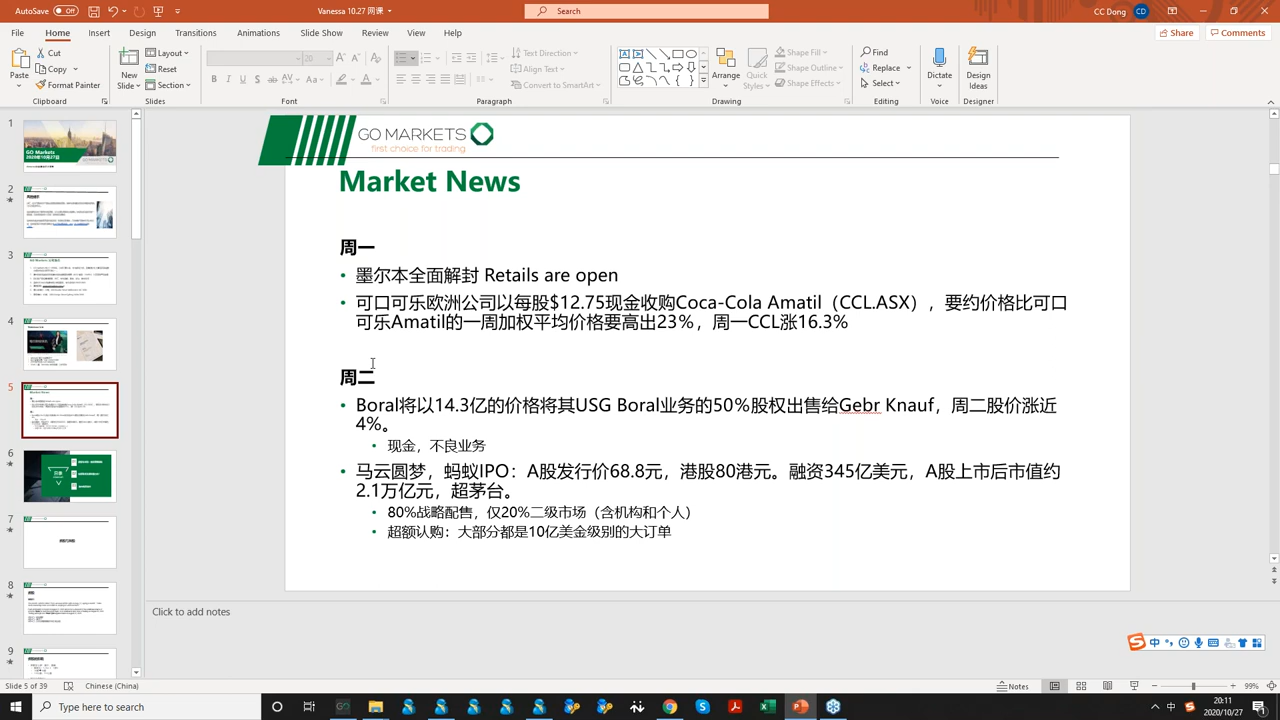 AutoSave
Off
Vanessa 10.27 周课
Search
CC Dong
CD
File
Home
Insert
Design
Transitions
Animations
Slide Show
Review
View
Help
Share
Comments
Paste
Cut
Copy
Format Painter
New
Slide
Layout
Reset
Section
20
Text Direction
Align Text
Convert to SmartArt
Arrange
Quick
Styles
Shape Fill
Shape Outline
Shape Effects
Find
Replace
Select
Dictate
Design
Ideas
Clipboard
Slides
Font
Paragraph
Drawing
Editing
Voice
Designer
1
2
3
4
5
6
7
8
9
GO MARKETS
first choice for trading
Market News
周一
• 墨尔本全面解封 Retails are open
• 可口可乐欧洲公司以每股$12.75现金收购Coca-Cola Amatil（CCL.ASX），要约价格比可口
可乐Amatil的一周加权平均价格要高出23%，周一CCL涨16.3%
周二
• Boral将以14.3亿的价格将其USG Boral业务的50%股权出售给Gebr Knauf，周二股价涨近
4%。
• 现金，不良业务
• 马云圆梦，蚂蚁IPO：A股发行价68.8元，港股80港元。融资345亿美元，A股上市后市值约
2.1万亿元，超茅台。
• 80%战略配售，仅20%二级市场（含机构和个人）
• 超额认购：大部分都是10亿美金级别的大订单
Click to add notes
中
Slide 5 of 39
Chinese (China)
Notes
99%
Type here to search
中
20:11
2020/10/27